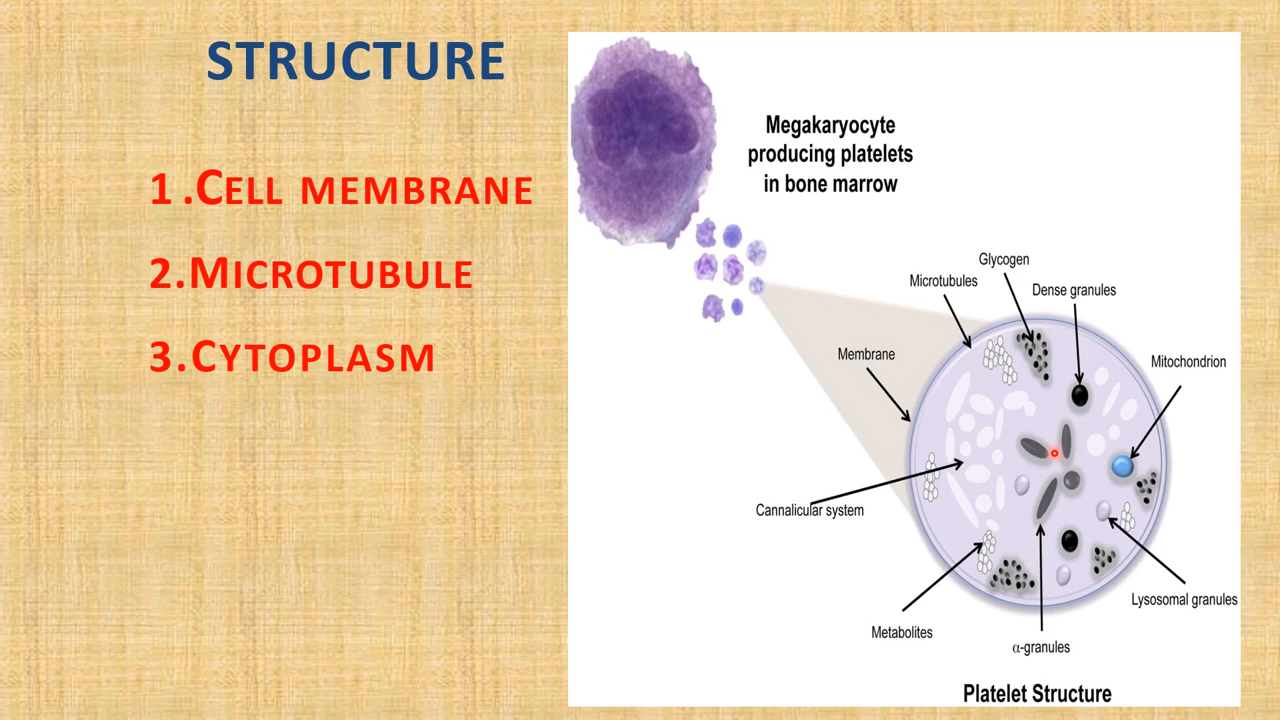 STRUCTURE
1 .CELL MEMBRANE
2.MICROTUBULE
3.CYTOPLASM
Megakaryocyte
producing platelets
in bone marrow
Glycogen
Microtubules
Dense granules
Membrane
Mitochondrion
Cannalicular system
Lysosomal granules
Metabolites
α-granules
Platelet Structure